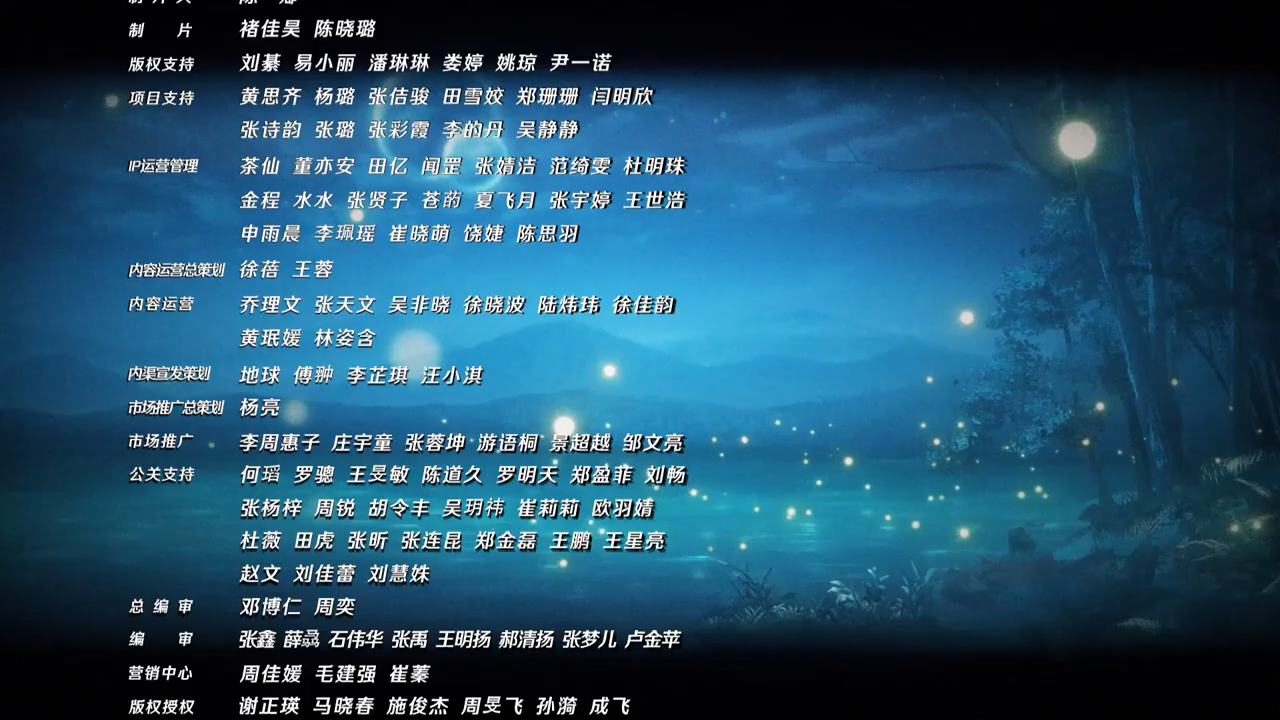 制 片 褚佳昊 陈晓璐
版权支持 刘綦 易小丽 潘琳琳 娄婷 姚琼 尹一诺
项目支持 黄思齐 杨璐 张佶骏 田雪姣 郑珊珊 闫明欣
张诗韵 张璐 张彩霞 李的丹 吴静静
IP运营管理 茶仙 董亦安 田亿 闻罡 张婧洁 范绮雯 杜明珠
金程 水水 张贤子 苍葕 夏飞月 张宇婷 王世浩
申雨晨 李珮瑶 崔晓萌 饶婕 陈思羽
内容运营总策划 徐蓓 王蓉
内容运营 乔理文 张天文 吴非晓 徐晓波 陆炜玮 徐佳韵
黄珉媛 林姿含
内渠宣发策划 地球 傅翀 李芷琪 汪小淇
市场推广总策划 杨亮
市场推广 李周惠子 庄宇童 张蓉坤 游语桐 景超越 邹文亮
公关支持 何瑫 罗骢 王旻敏 陈道久 罗明天 郑盈菲 刘畅
张杨梓 周锐 胡令丰 吴玥祎 崔莉莉 欧羽婧
杜薇 田虎 张昕 张连昆 郑金磊 王鹏 王星亮
赵文 刘佳蕾 刘慧姝
总编审 邓博仁 周奕
编 审 张鑫 薛骉 石伟华 张禹 王明扬 郝清扬 张梦儿 卢金苹
营销中心 周佳媛 毛建强 崔蓁
版权授权 谢正瑛 马晓春 施俊杰 周旻飞 孙漪 成飞